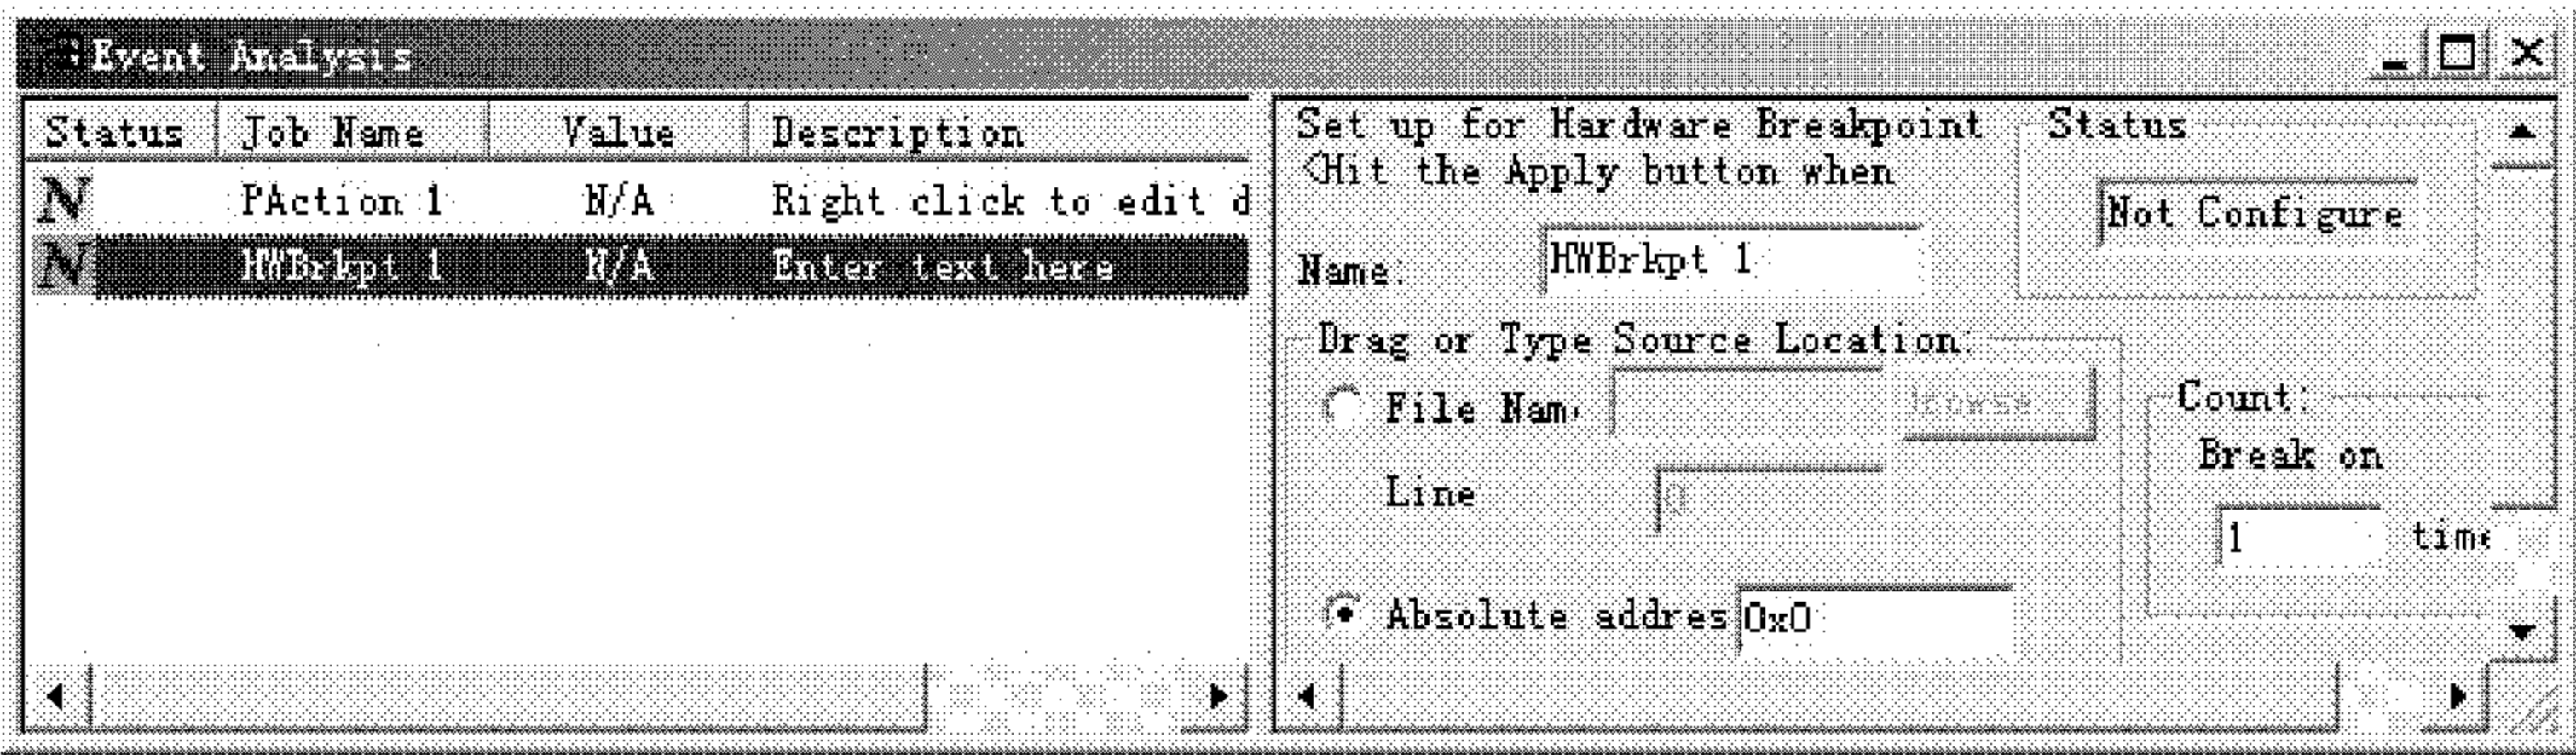 Event Analysis
Status Job Name Value Description
N PAction 1 N/A Right click to edit d
N HWBrkpt 1 N/A Enter text here
Set up for Hardware Breakpoint
<Hit the Apply button when
Status
Not Configure
Name: HWBrkpt 1
Drag or Type Source Location:
File Nam
Line 0
Absolute addres 0x0
Count:
Break on
1 time